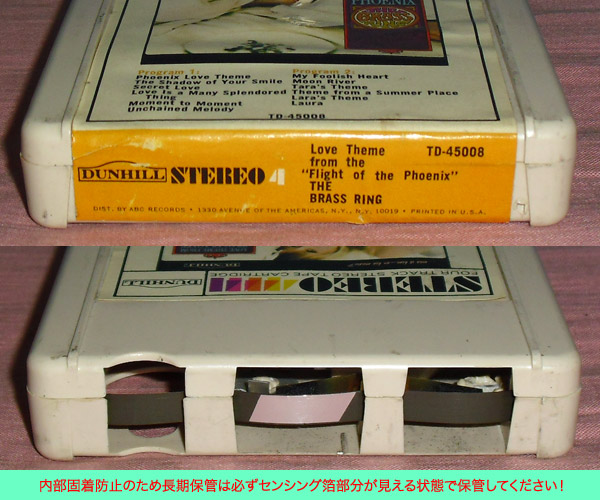 PHOENIX
Program 1:
Phoenix Love Theme
The Shadow of Your Smile
Secret Love
Love Is a Many Splendored
Thing
Moment to Moment
Unchained Melody
Program 2:
My Foolish Heart
Moon River
Tara's Theme
Theme from a Summer Place
Lara's Theme
Laura
TD-45008
DUNHILL STEREO 4
Love Theme TD-45008
from the
"Flight of the Phoenix"
THE
BRASS RING
DIST. BY ABC RECORDS • 1330 AVENUE OF THE AMERICAS, N.Y., N.Y. 10019 • PRINTED IN U.S.A.
STEREO 4
FOUR TRACK STEREO TAPE CARTRIDGE
DUNHILL
内部固着防止のため長期保管は必ずセンシング箔部分が見える状態で保管してください!